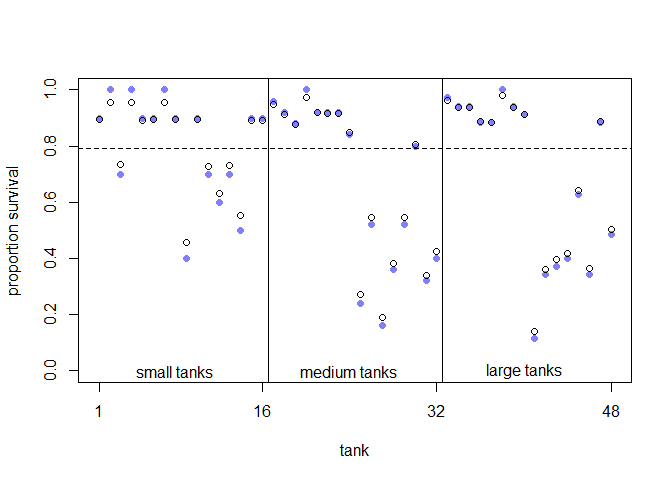 1.0
0.8
0.6
0.4
0.2
0.0
proportion survival
small tanks
medium tanks
large tanks
1
16
32
48
tank